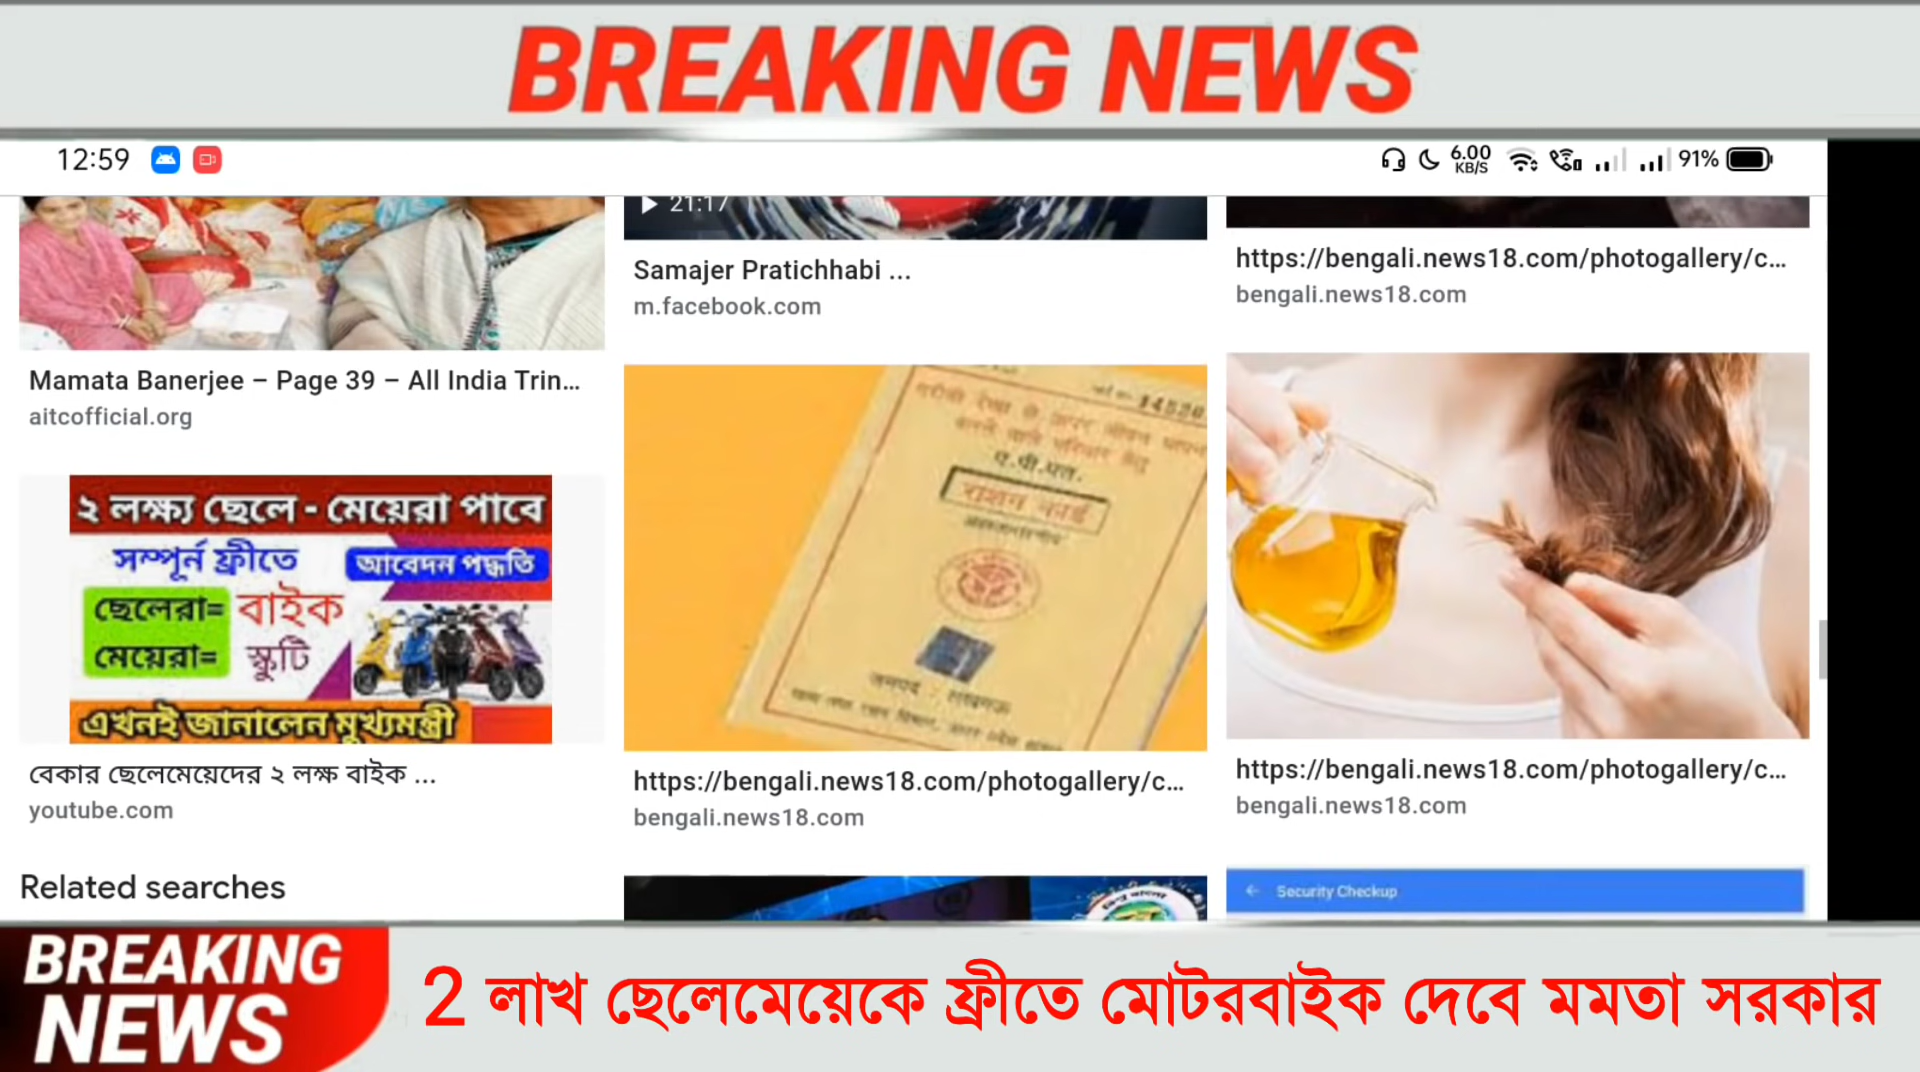 BREAKING NEWS
12:59
6.00
KB/S
91%
21:17
Samajer Pratichhabi ...
m.facebook.com
https://bengali.news18.com/photogallery/c...
bengali.news18.com
Mamata Banerjee – Page 39 – All India Trin...
aitcofficial.org
২ লক্ষ্য ছেলে - মেয়েরা পাবে
সম্পূর্ন ফ্রীতে
আবেদন পদ্ধতি
ছেলেরা= বাইক
মেয়েরা= স্কুটি
এখনই জানালেন মুখ্যমন্ত্রী
বেকার ছেলেমেয়েদের ২ লক্ষ বাইক ...
youtube.com
ए.पी.एल.
राशन कार्ड
https://bengali.news18.com/photogallery/c...
bengali.news18.com
https://bengali.news18.com/photogallery/c...
bengali.news18.com
Related searches
Security Checkup
BREAKING
NEWS
2 লাখ ছেলেমেয়েকে ফ্রীতে মোটরবাইক দেবে মমতা সরকার